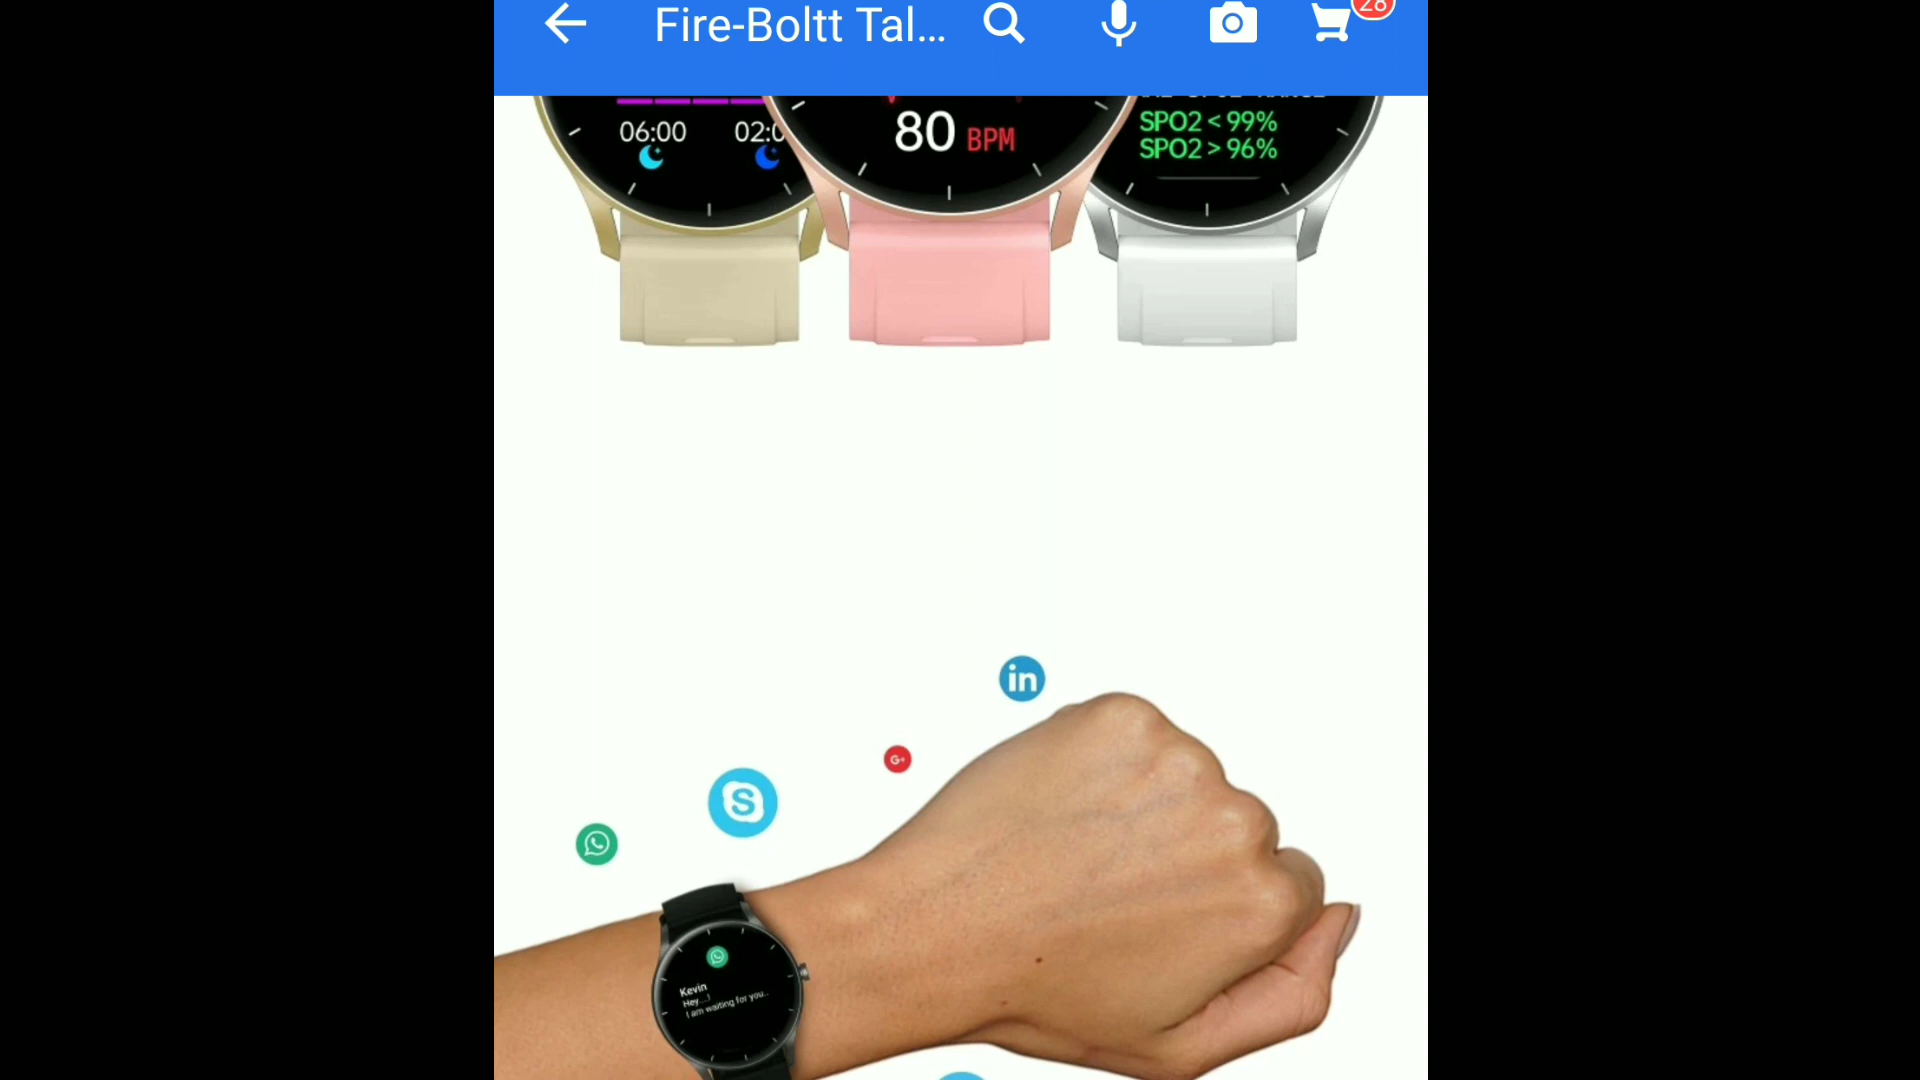 Fire-Boltt Tal...
28
06:00
02:0
80 BPM
SPO2 < 99%
SPO2 > 96%
in
G+
S
Kevin
Hey....!
I am waiting for you..